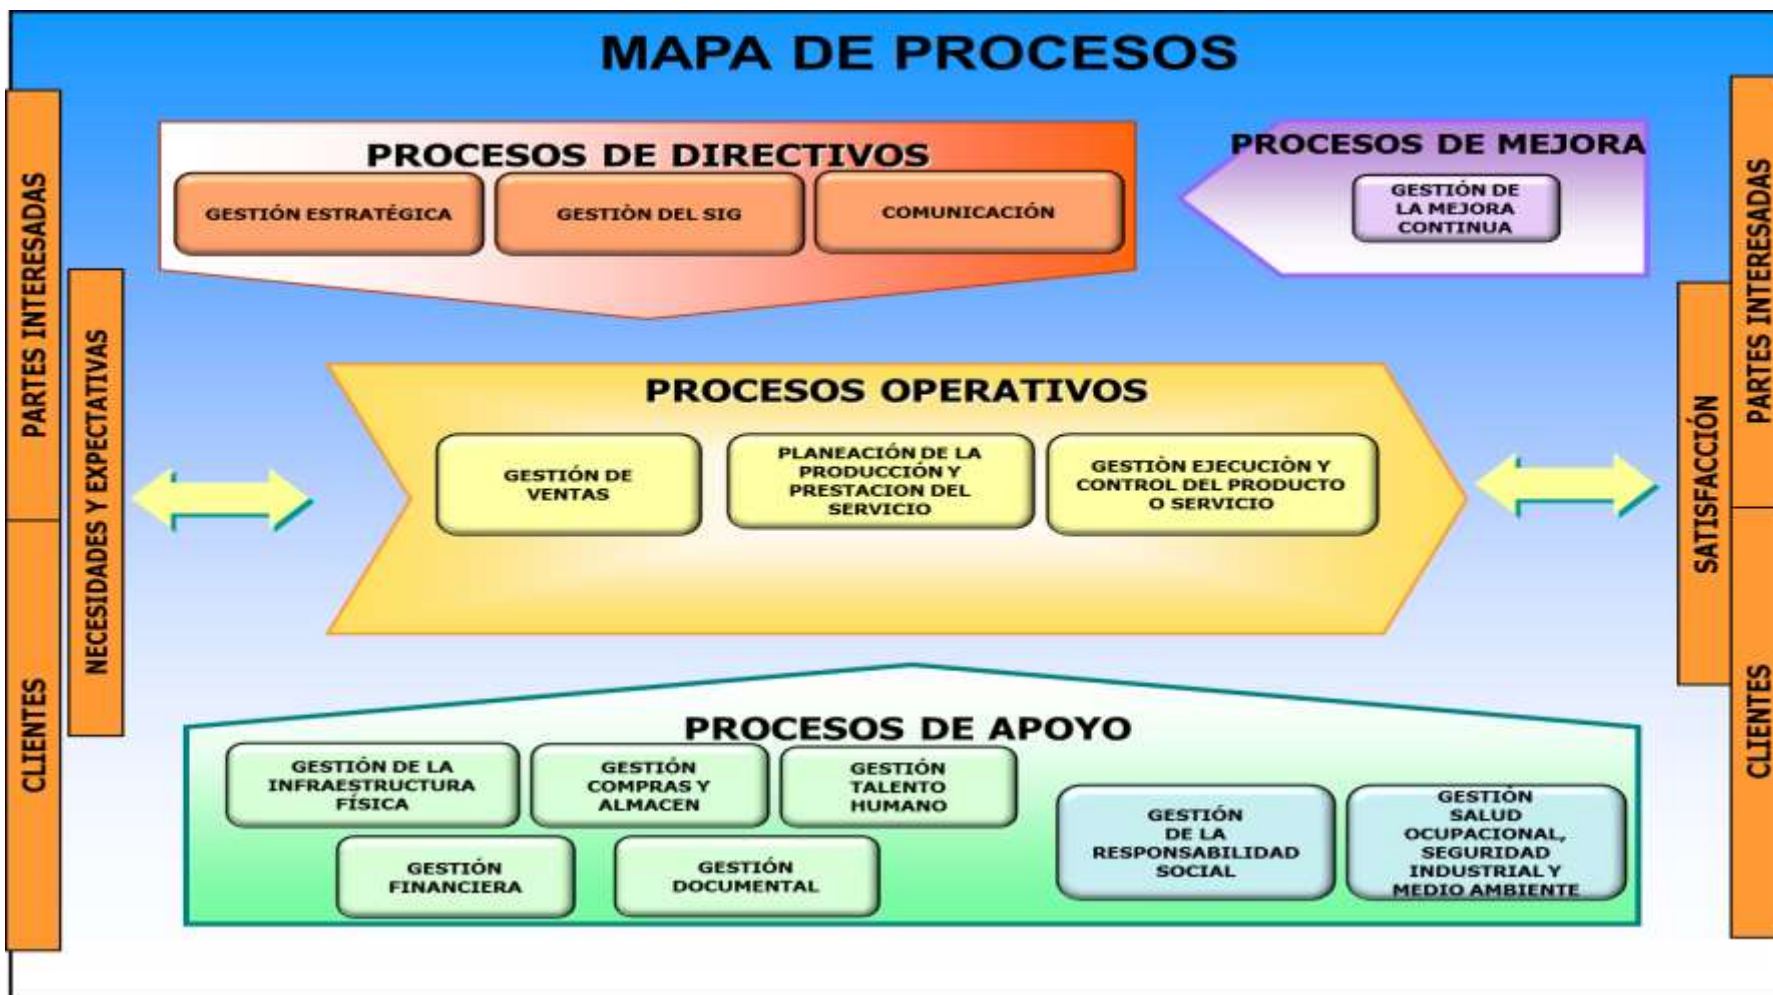 MAPA DE PROCESOS
PARTES INTERESADAS
CLIENTES
NECESIDADES Y EXPECTATIVAS
PROCESOS DE DIRECTIVOS
GESTIÓN ESTRATÉGICA
GESTIÒN DEL SIG
COMUNICACIÓN
PROCESOS DE MEJORA
GESTIÓN DE
LA MEJORA
CONTINUA
PROCESOS OPERATIVOS
GESTIÓN DE
VENTAS
PLANEACIÓN DE LA
PRODUCCIÓN Y
PRESTACION DEL
SERVICIO
GESTIÒN EJECUCIÒN Y
CONTROL DEL PRODUCTO
O SERVICIO
PROCESOS DE APOYO
GESTIÓN DE LA
INFRAESTRUCTURA
FÍSICA
GESTIÓN
COMPRAS Y
ALMACEN
GESTIÓN
TALENTO
HUMANO
GESTIÓN
FINANCIERA
GESTIÓN
DOCUMENTAL
GESTIÓN
DE LA
RESPONSABILIDAD
SOCIAL
GESTIÓN
SALUD
OCUPACIONAL,
SEGURIDAD
INDUSTRIAL Y
MEDIO AMBIENTE
SATISFACCIÓN
PARTES INTERESADAS
CLIENTES